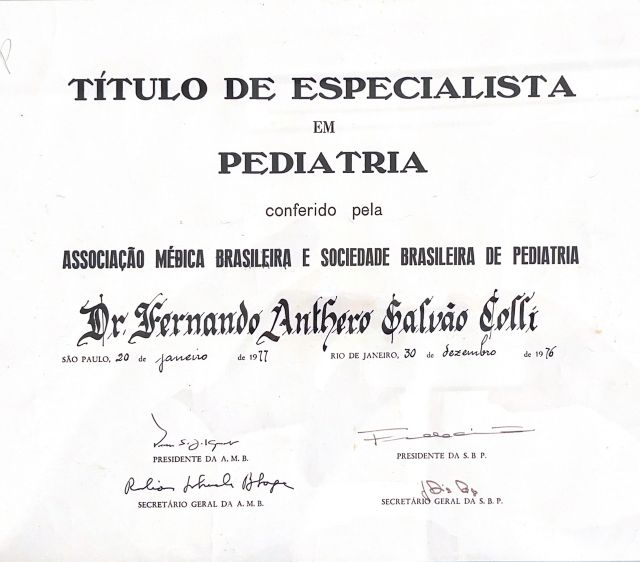 TÍTULO DE ESPECIALISTA
EM
PEDIATRIA
conferido pela
ASSOCIAÇÃO MÉDICA BRASILEIRA E SOCIEDADE BRASILEIRA DE PEDIATRIA
Dr. Fernando Anthero Galvão Colli
SÃO PAULO, 20 de janeiro de 1977 RIO DE JANEIRO, 30 de dezembro de 1976
PRESIDENTE DA A. M. B. PRESIDENTE DA S. B. P.
SECRETÁRIO GERAL DA A. M. B. SECRETÁRIO GERAL DA S. B. P.